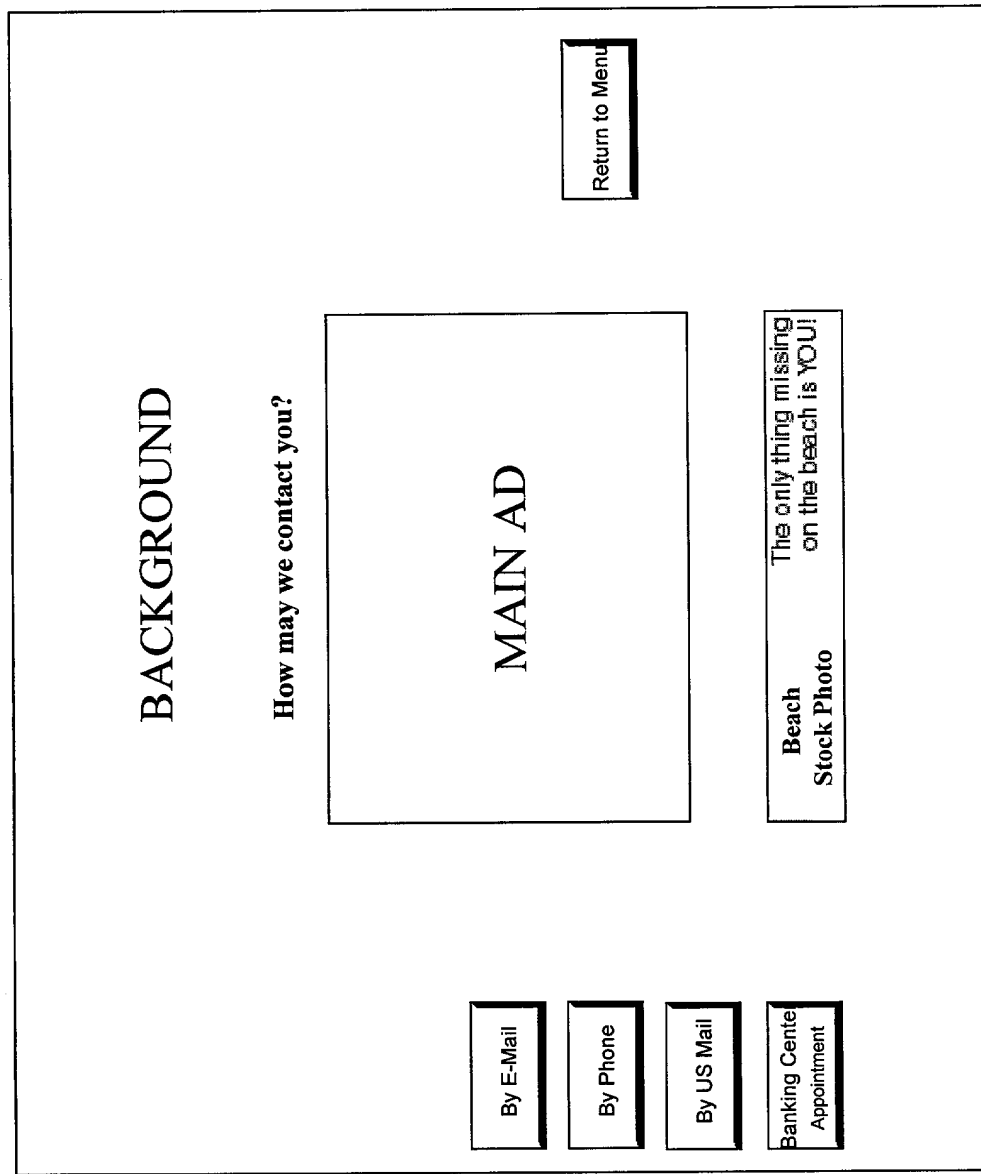 BACKGROUND
How may we contact you?
MAIN AD
By E-Mail
By Phone
By US Mail
Banking Center
Appointment
Return to Menu
Beach
Stock Photo
The only thing missing
on the beach is YOU!